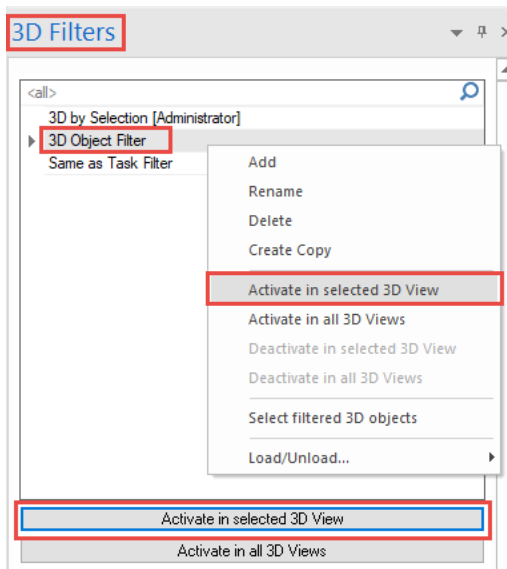 3D Filters
<all>
3D by Selection [Administrator]
3D Object Filter
Same as Task Filter
Add
Rename
Delete
Create Copy
Activate in selected 3D View
Activate in all 3D Views
Deactivate in selected 3D View
Deactivate in all 3D Views
Select filtered 3D objects
Load/Unload...
Activate in selected 3D View
Activate in all 3D Views